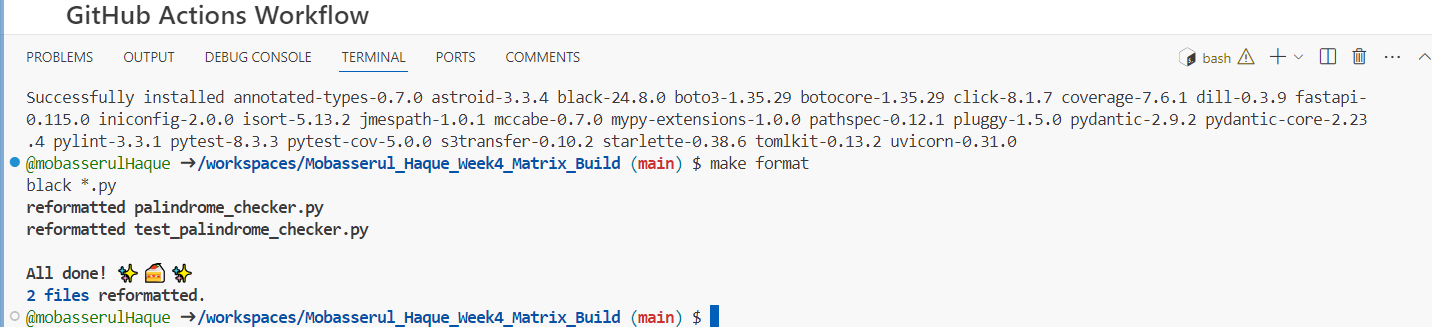 GitHub Actions Workflow
PROBLEMS OUTPUT DEBUG CONSOLE TERMINAL PORTS COMMENTS bash
Successfully installed annotated-types-0.7.0 astroid-3.3.4 black-24.8.0 boto3-1.35.29 botocore-1.35.29 click-8.1.7 coverage-7.6.1 dill-0.3.9 fastapi-
0.115.0 iniconfig-2.0.0 isort-5.13.2 jmespath-1.0.1 mccabe-0.7.0 mypy-extensions-1.0.0 pathspec-0.12.1 pluggy-1.5.0 pydantic-2.9.2 pydantic-core-2.23
.4 pylint-3.3.1 pytest-8.3.3 pytest-cov-5.0.0 s3transfer-0.10.2 starlette-0.38.6 tomlkit-0.13.2 uvicorn-0.31.0
@mobasserulHaque ➜/workspaces/Mobasserul_Haque_Week4_Matrix_Build (main) $ make format
black *.py
reformatted palindrome_checker.py
reformatted test_palindrome_checker.py
All done! ✨ 🍰 ✨
2 files reformatted.
@mobasserulHaque ➜/workspaces/Mobasserul_Haque_Week4_Matrix_Build (main) $